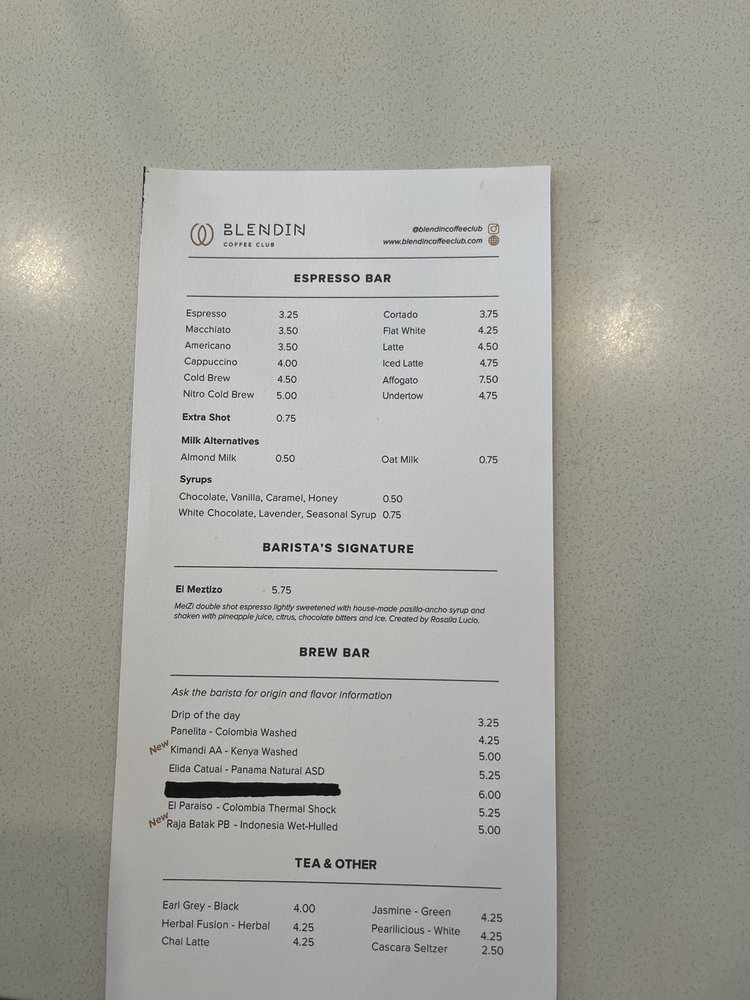 BLENDIN
COFFEE CLUB
@blendincoffeeclub
www.blendincoffeeclub.com
ESPRESSO BAR
Espresso 3.25 Cortado 3.75
Macchiato 3.50 Flat White 4.25
Americano 3.50 Latte 4.50
Cappuccino 4.00 Iced Latte 4.75
Cold Brew 4.50 Affogato 7.50
Nitro Cold Brew 5.00 Undertow 4.75
Extra Shot 0.75
Milk Alternatives
Almond Milk 0.50 Oat Milk 0.75
Syrups
Chocolate, Vanilla, Caramel, Honey 0.50
White Chocolate, Lavender, Seasonal Syrup 0.75
BARISTA'S SIGNATURE
El Meztizo 5.75
MeiZi double shot espresso lightly sweetened with house-made pasilla-ancho syrup and
shaken with pineapple juice, citrus, chocolate bitters and ice. Created by Rosalia Lucio.
BREW BAR
Ask the barista for origin and flavor information
Drip of the day 3.25
Panelita - Colombia Washed 4.25
New Kimandi AA - Kenya Washed 5.00
Elida Catuai - Panama Natural ASD 5.25
6.00
El Paraiso - Colombia Thermal Shock 5.25
New Raja Batak PB - Indonesia Wet-Hulled 5.00
TEA & OTHER
Earl Grey - Black 4.00 Jasmine - Green 4.25
Herbal Fusion - Herbal 4.25 Pearilicious - White 4.25
Chai Latte 4.25 Cascara Seltzer 2.50